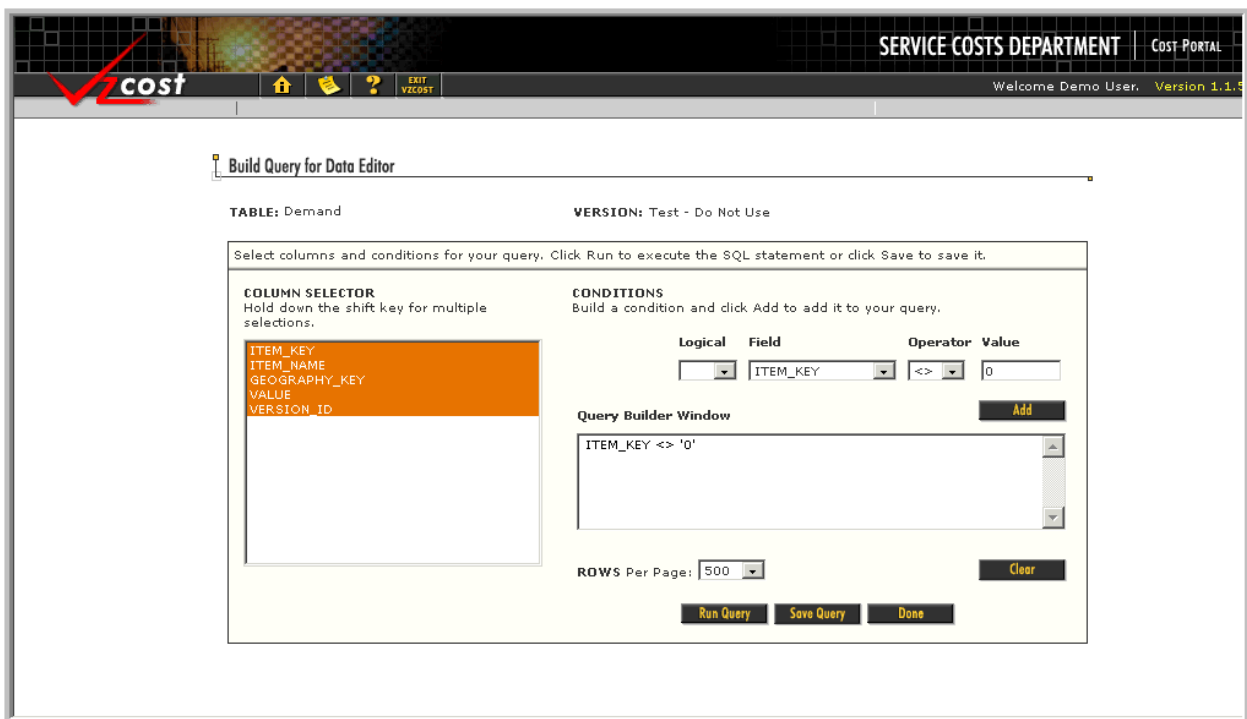 SERVICE COSTS DEPARTMENT
COST PORTAL
VZcost
EXIT
VZCOST
Welcome Demo User. Version 1.1.5
Build Query for Data Editor
TABLE: Demand
VERSION: Test - Do Not Use
Select columns and conditions for your query. Click Run to execute the SQL statement or click Save to save it.
COLUMN SELECTOR
Hold down the shift key for multiple
selections.
ITEM_KEY
ITEM_NAME
GEOGRAPHY_KEY
VALUE
VERSION_ID
CONDITIONS
Build a condition and click Add to add it to your query.
Logical Field Operator Value
ITEM_KEY <> 0
Add
Query Builder Window
ITEM_KEY <> '0'
ROWS Per Page: 500
Clear
Run Query Save Query Done